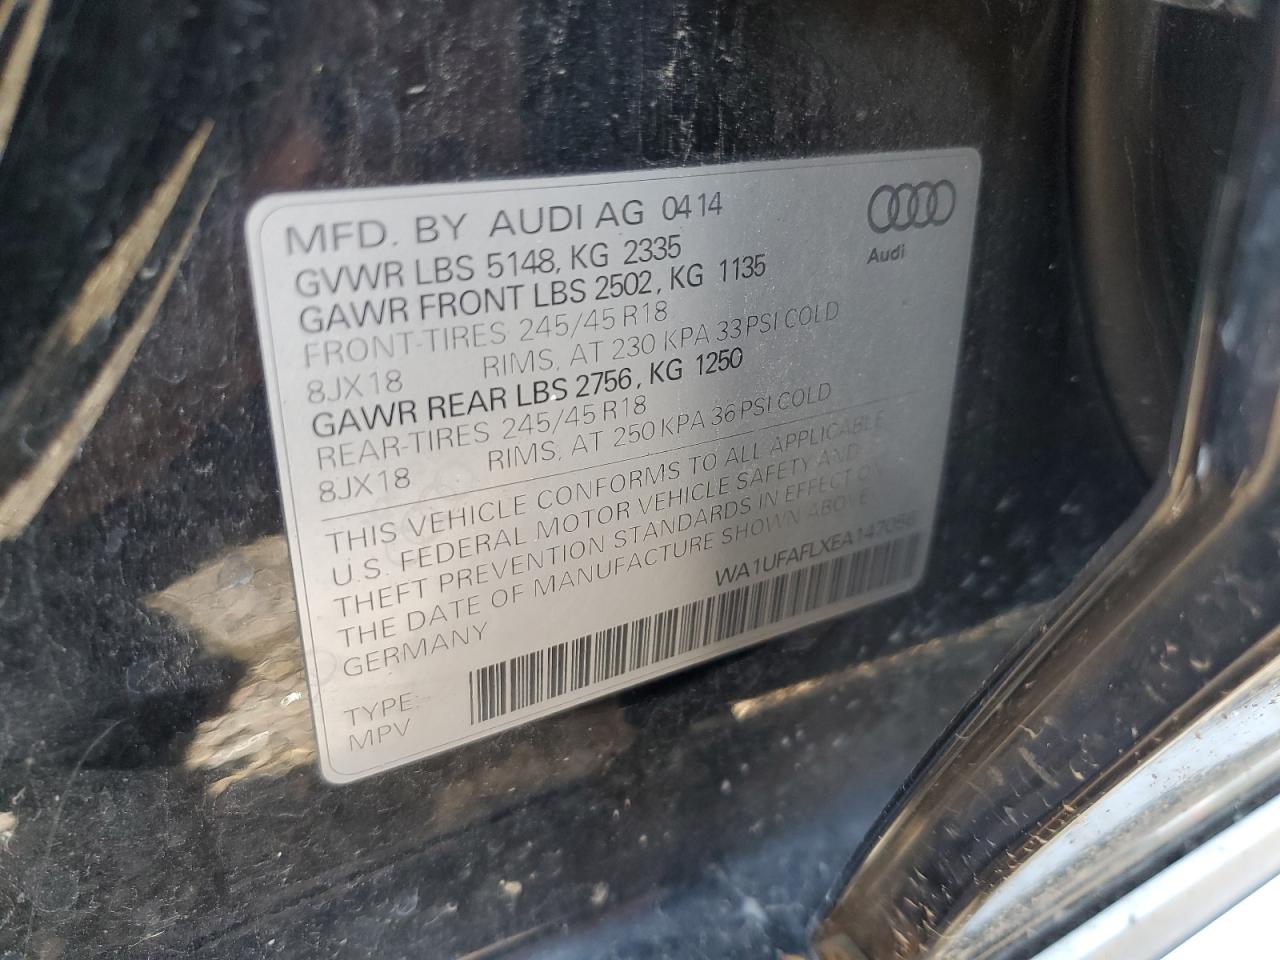 MFD. BY AUDI AG 0414
GVWR LBS 5148, KG 2335
GAWR FRONT LBS 2502, KG 1135
FRONT-TIRES 245/45 R18
8JX18 RIMS, AT 230 KPA 33 PSI COLD
GAWR REAR LBS 2756, KG 1250
REAR-TIRES 245/45 R18
8JX18 RIMS, AT 250 KPA 36 PSI COLD
THIS VEHICLE CONFORMS TO ALL APPLICABLE
U.S. FEDERAL MOTOR VEHICLE SAFETY AND
THEFT PREVENTION STANDARDS IN EFFECT ON
THE DATE OF MANUFACTURE SHOWN ABOVE
GERMANY
WA1UFAFLXEA147056
TYPE:
MPV
Audi